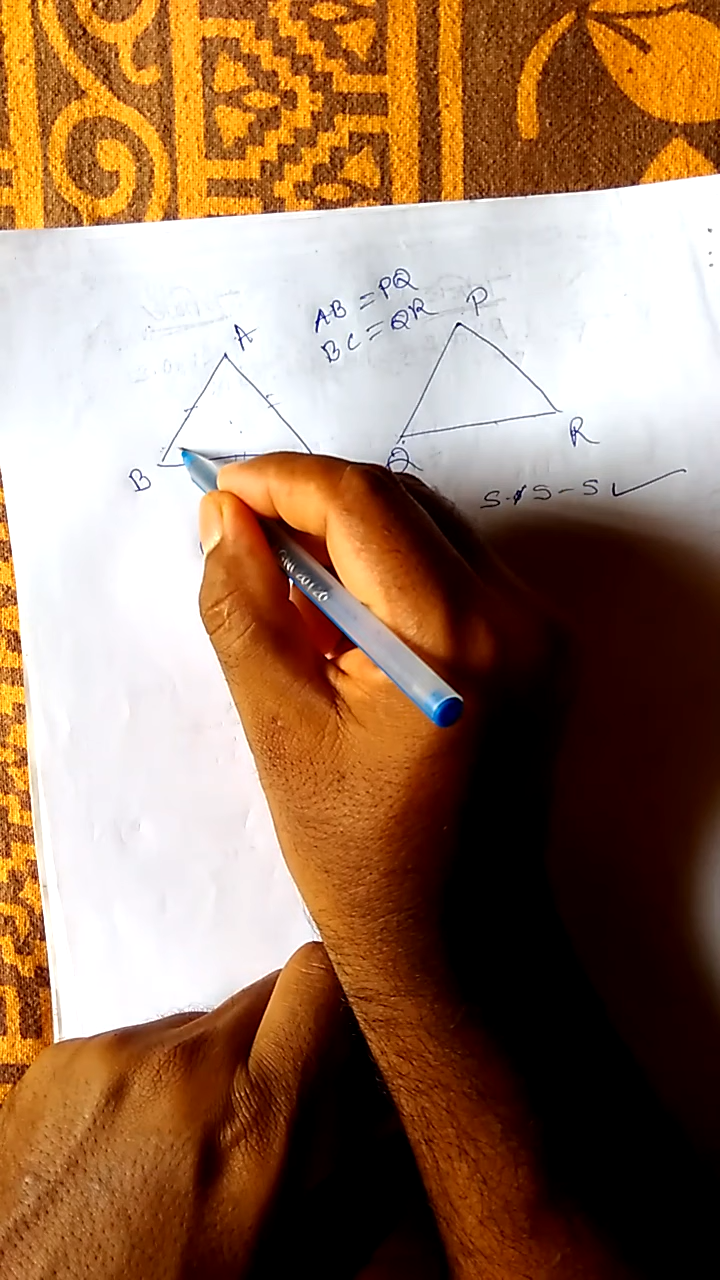 AB = PQ
BC = QR
A
P
B
Q
R
S-S-S